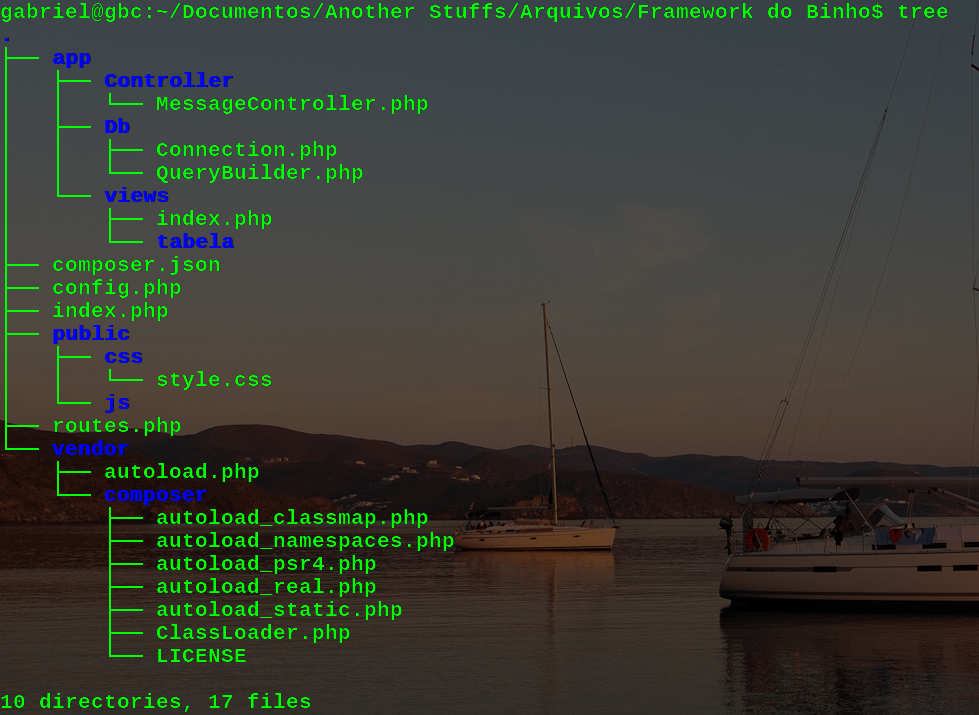 gabriel@gbc:~/Documentos/Another Stuffs/Arquivos/Framework do Binho$ tree
.
├── app
│   ├── Controller
│   │   └── MessageController.php
│   ├── Db
│   │   ├── Connection.php
│   │   └── QueryBuilder.php
│   └── views
│       ├── index.php
│       └── tabela
├── composer.json
├── config.php
├── index.php
├── public
│   ├── css
│   │   └── style.css
│   └── js
├── routes.php
└── vendor
    ├── autoload.php
    └── composer
        ├── autoload_classmap.php
        ├── autoload_namespaces.php
        ├── autoload_psr4.php
        ├── autoload_real.php
        ├── autoload_static.php
        ├── ClassLoader.php
        └── LICENSE

10 directories, 17 files